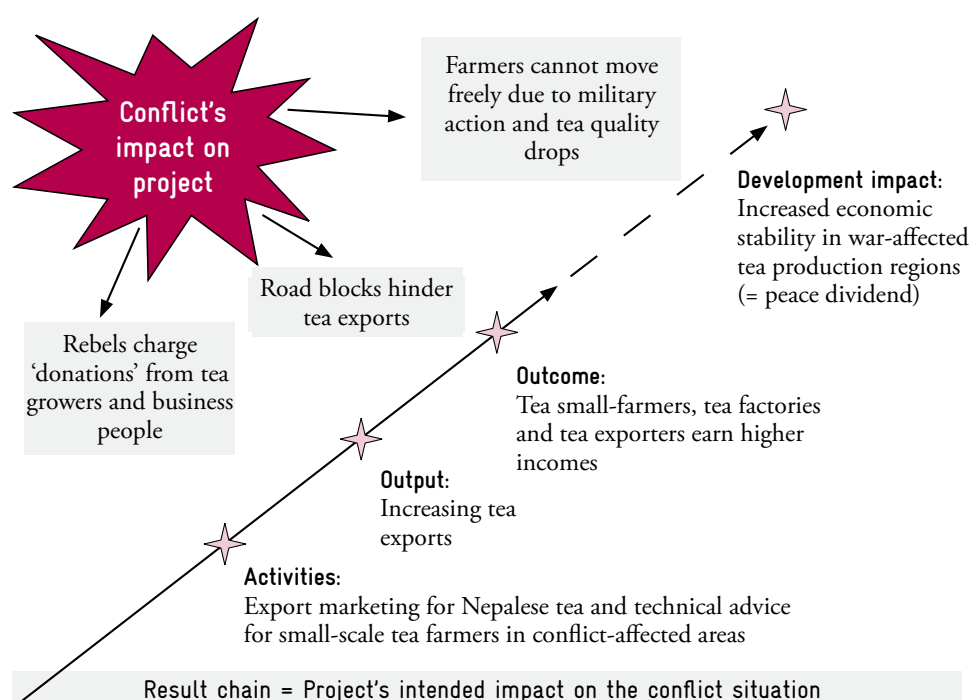 Conflict's
impact on
project
Farmers cannot move
freely due to military
action and tea quality
drops
Road blocks hinder
tea exports
Rebels charge
‘donations’ from tea
growers and business
people
Development impact:
Increased economic
stability in war-affected
tea production regions
(= peace dividend)
Outcome:
Tea small-farmers, tea factories
and tea exporters earn higher
incomes
Output:
Increasing tea
exports
Activities:
Export marketing for Nepalese tea and technical advice
for small-scale tea farmers in conflict-affected areas
Result chain = Project's intended impact on the conflict situation